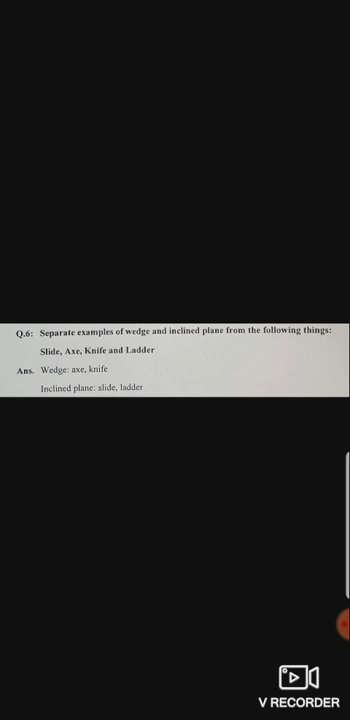 Q.6: Separate examples of wedge and inclined plane from the following things:
Slide, Axe, Knife and Ladder
Ans. Wedge: axe, knife
Inclined plane: slide, ladder
V RECORDER